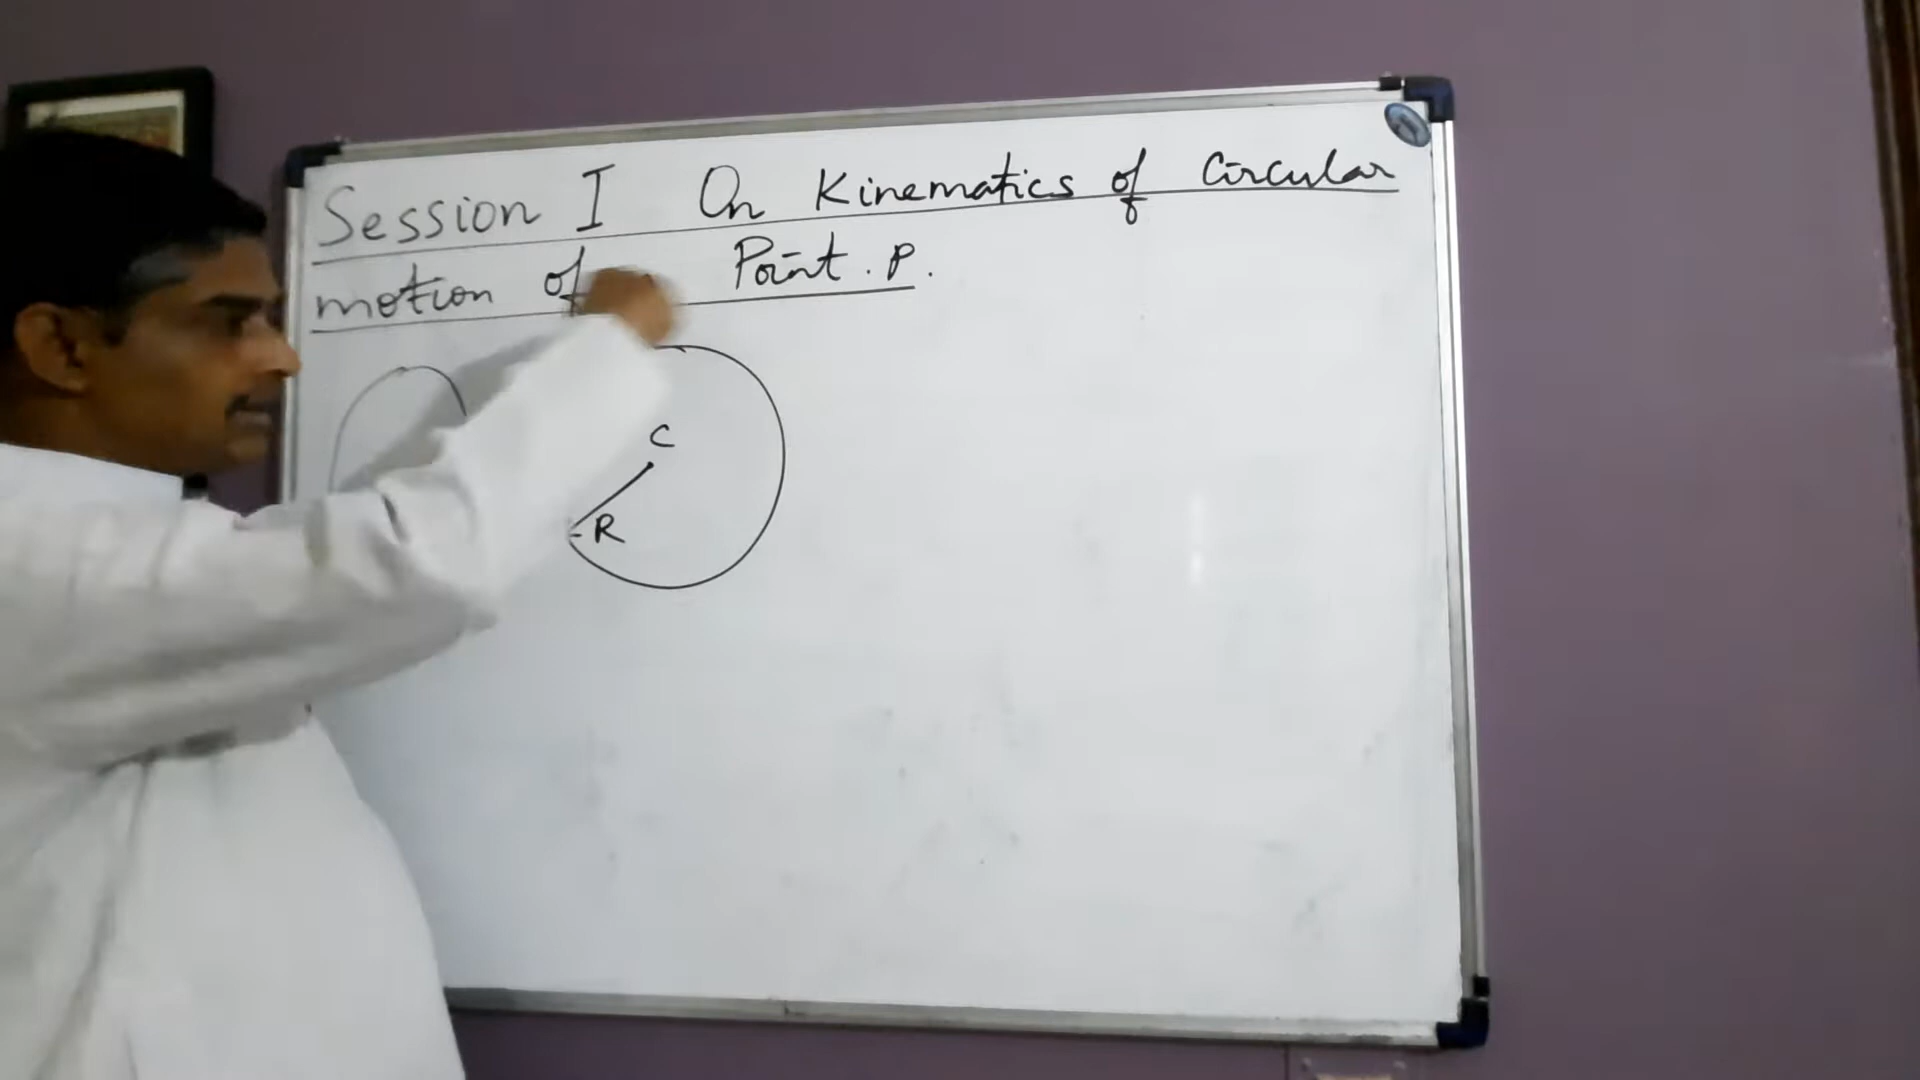 Session I On Kinematics of Circular
motion of Point . P .
C
R